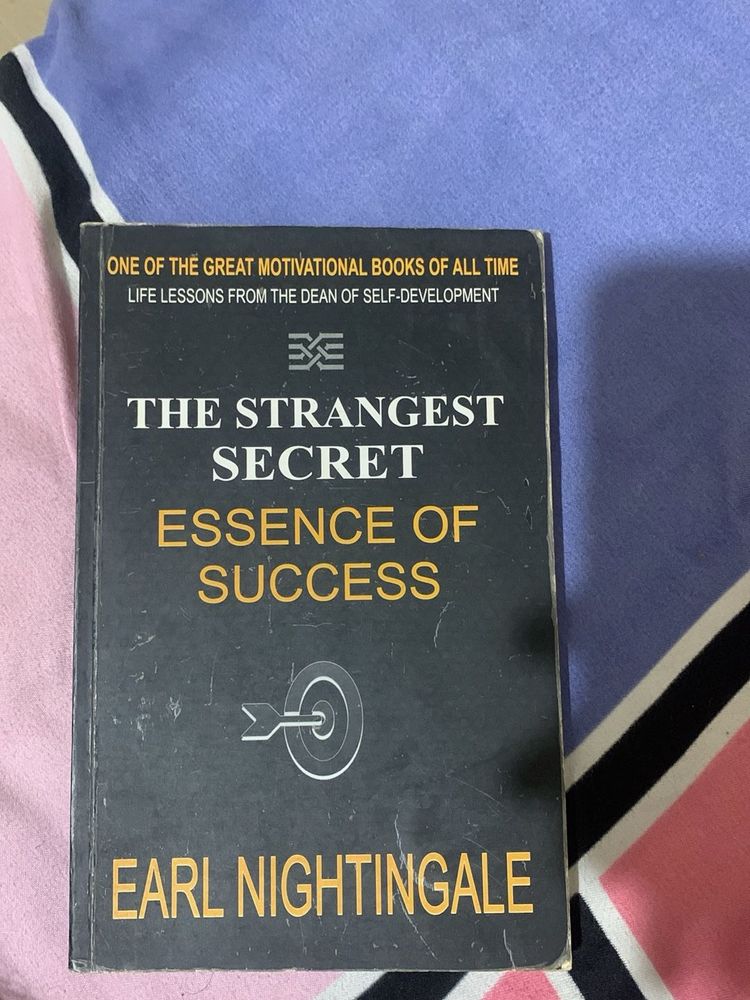 ONE OF THE GREAT MOTIVATIONAL BOOKS OF ALL TIME
LIFE LESSONS FROM THE DEAN OF SELF-DEVELOPMENT
THE STRANGEST
SECRET
ESSENCE OF
SUCCESS
EARL NIGHTINGALE